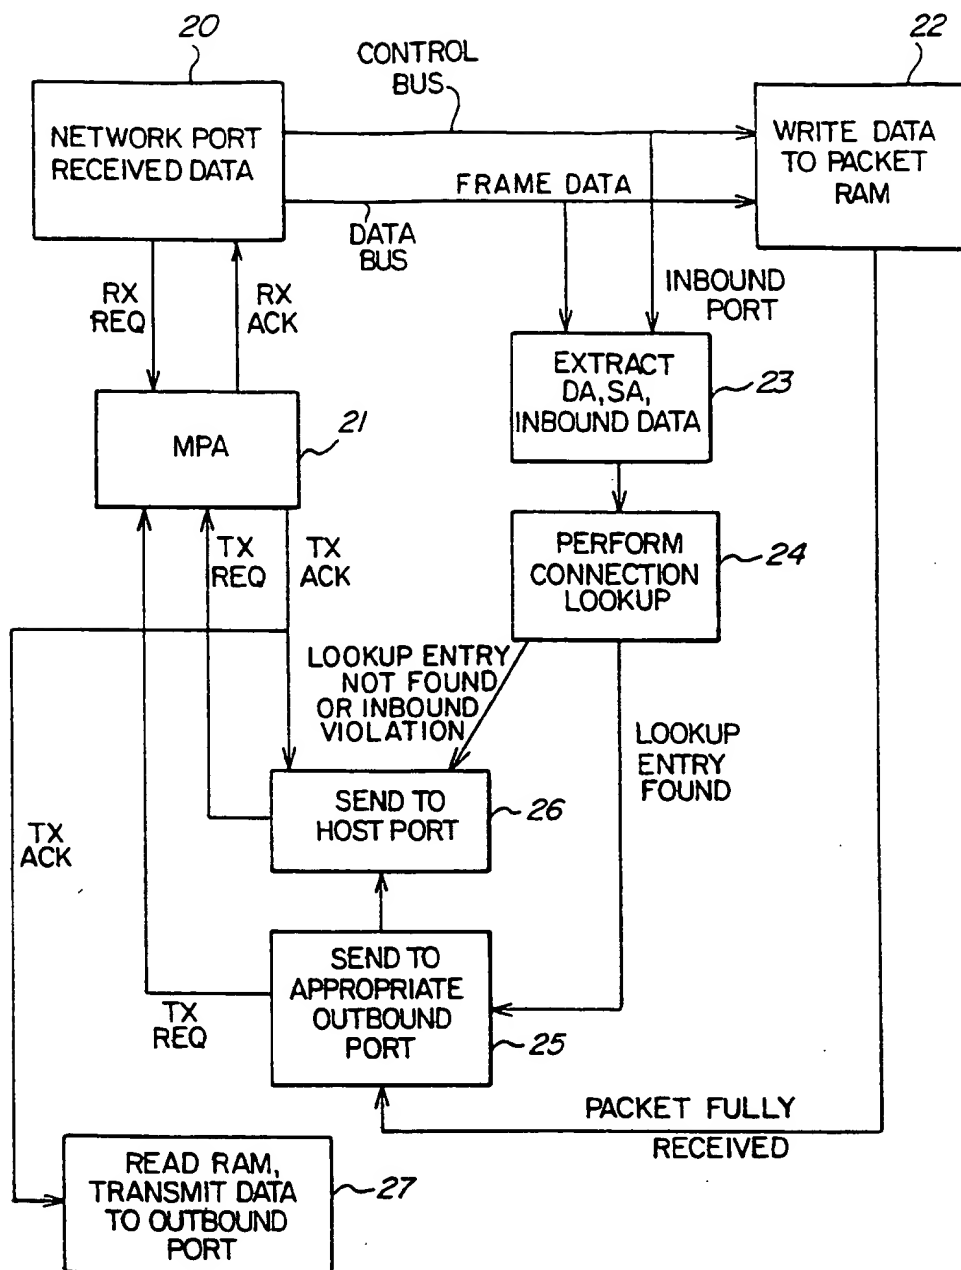 20
CONTROL
BUS
22
NETWORK PORT
RECEIVED DATA
WRITE DATA
TO PACKET
RAM
FRAME DATA
DATA
BUS
RX
REQ
RX
ACK
INBOUND
PORT
EXTRACT
DA, SA,
INBOUND DATA
23
MPA
21
PERFORM
CONNECTION
LOOKUP
24
TX
REQ
TX
ACK
LOOKUP ENTRY
NOT FOUND
OR INBOUND
VIOLATION
LOOKUP
ENTRY
FOUND
SEND TO
HOST PORT
26
TX
ACK
SEND TO
APPROPRIATE
OUTBOUND
PORT
25
TX
REQ
PACKET FULLY
RECEIVED
READ RAM,
TRANSMIT DATA
TO OUTBOUND
PORT
27